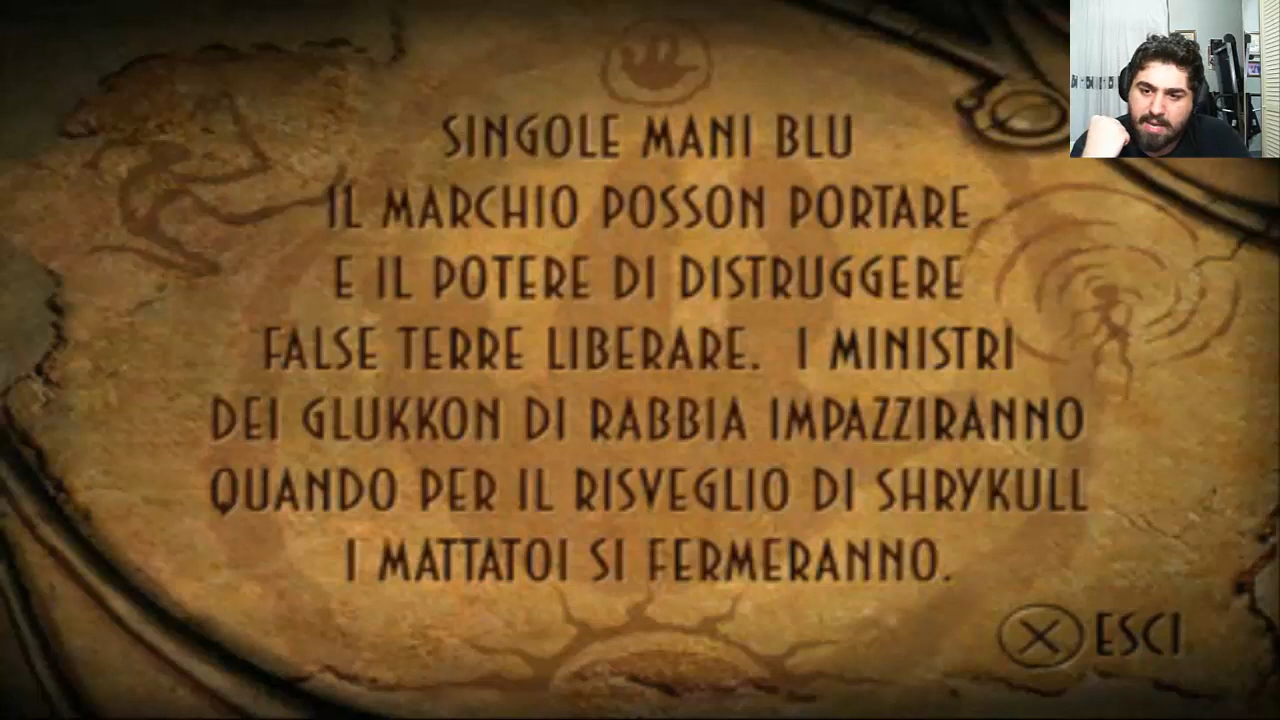 SINGOLE MANI BLU
IL MARCHIO POSSON PORTARE
E IL POTERE DI DISTRUGGERE
FALSE TERRE LIBERARE. I MINISTRI
DEI GLUKKON DI RABBIA IMPAZZIRANNO
QUANDO PER IL RISVEGLIO DI SHRYKULL
I MATTATOI SI FERMERANNO.
X ESCI